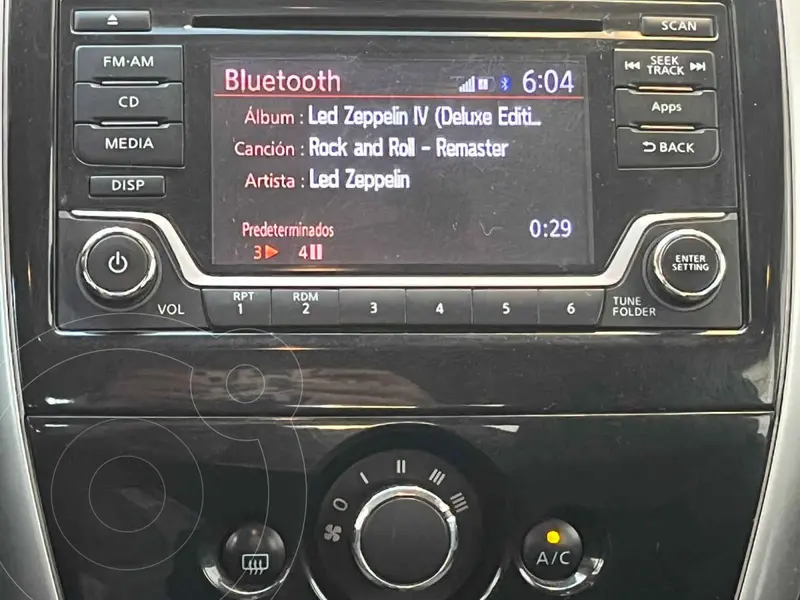 SCAN
FM·AM
CD
MEDIA
DISP
Bluetooth 6:04
Álbum : Led Zeppelin IV (Deluxe Editi...
Canción : Rock and Roll - Remaster
Artista : Led Zeppelin
Predeterminados 0:29
3 4
SEEK
TRACK
Apps
BACK
VOL
RPT
1
RDM
2
3
4
5
6
TUNE
FOLDER
ENTER
SETTING
0
I
II
A/C